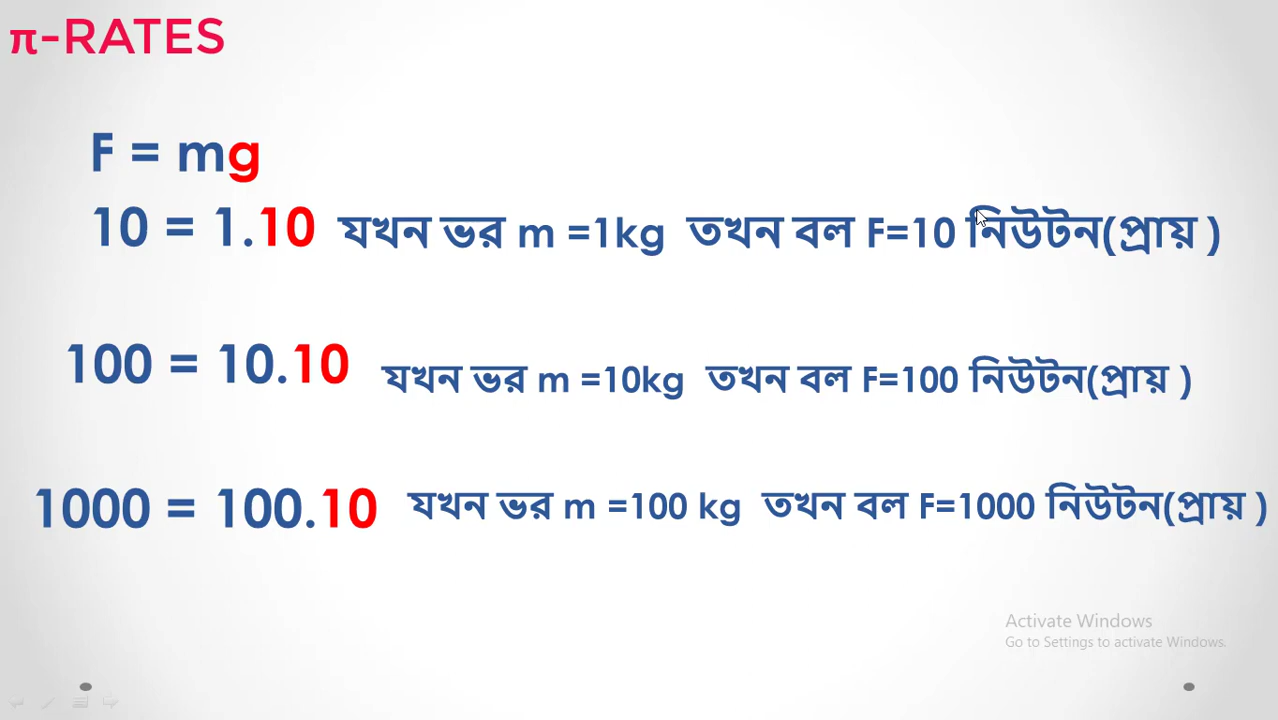 π-RATES
F = mg
10 = 1.10 যখন ভর m =1kg তখন বল F=10 নিউটন(প্রায় )
100 = 10.10 যখন ভর m =10kg তখন বল F=100 নিউটন(প্রায় )
1000 = 100.10 যখন ভর m =100 kg তখন বল F=1000 নিউটন(প্রায় )
Activate Windows
Go to Settings to activate Windows.